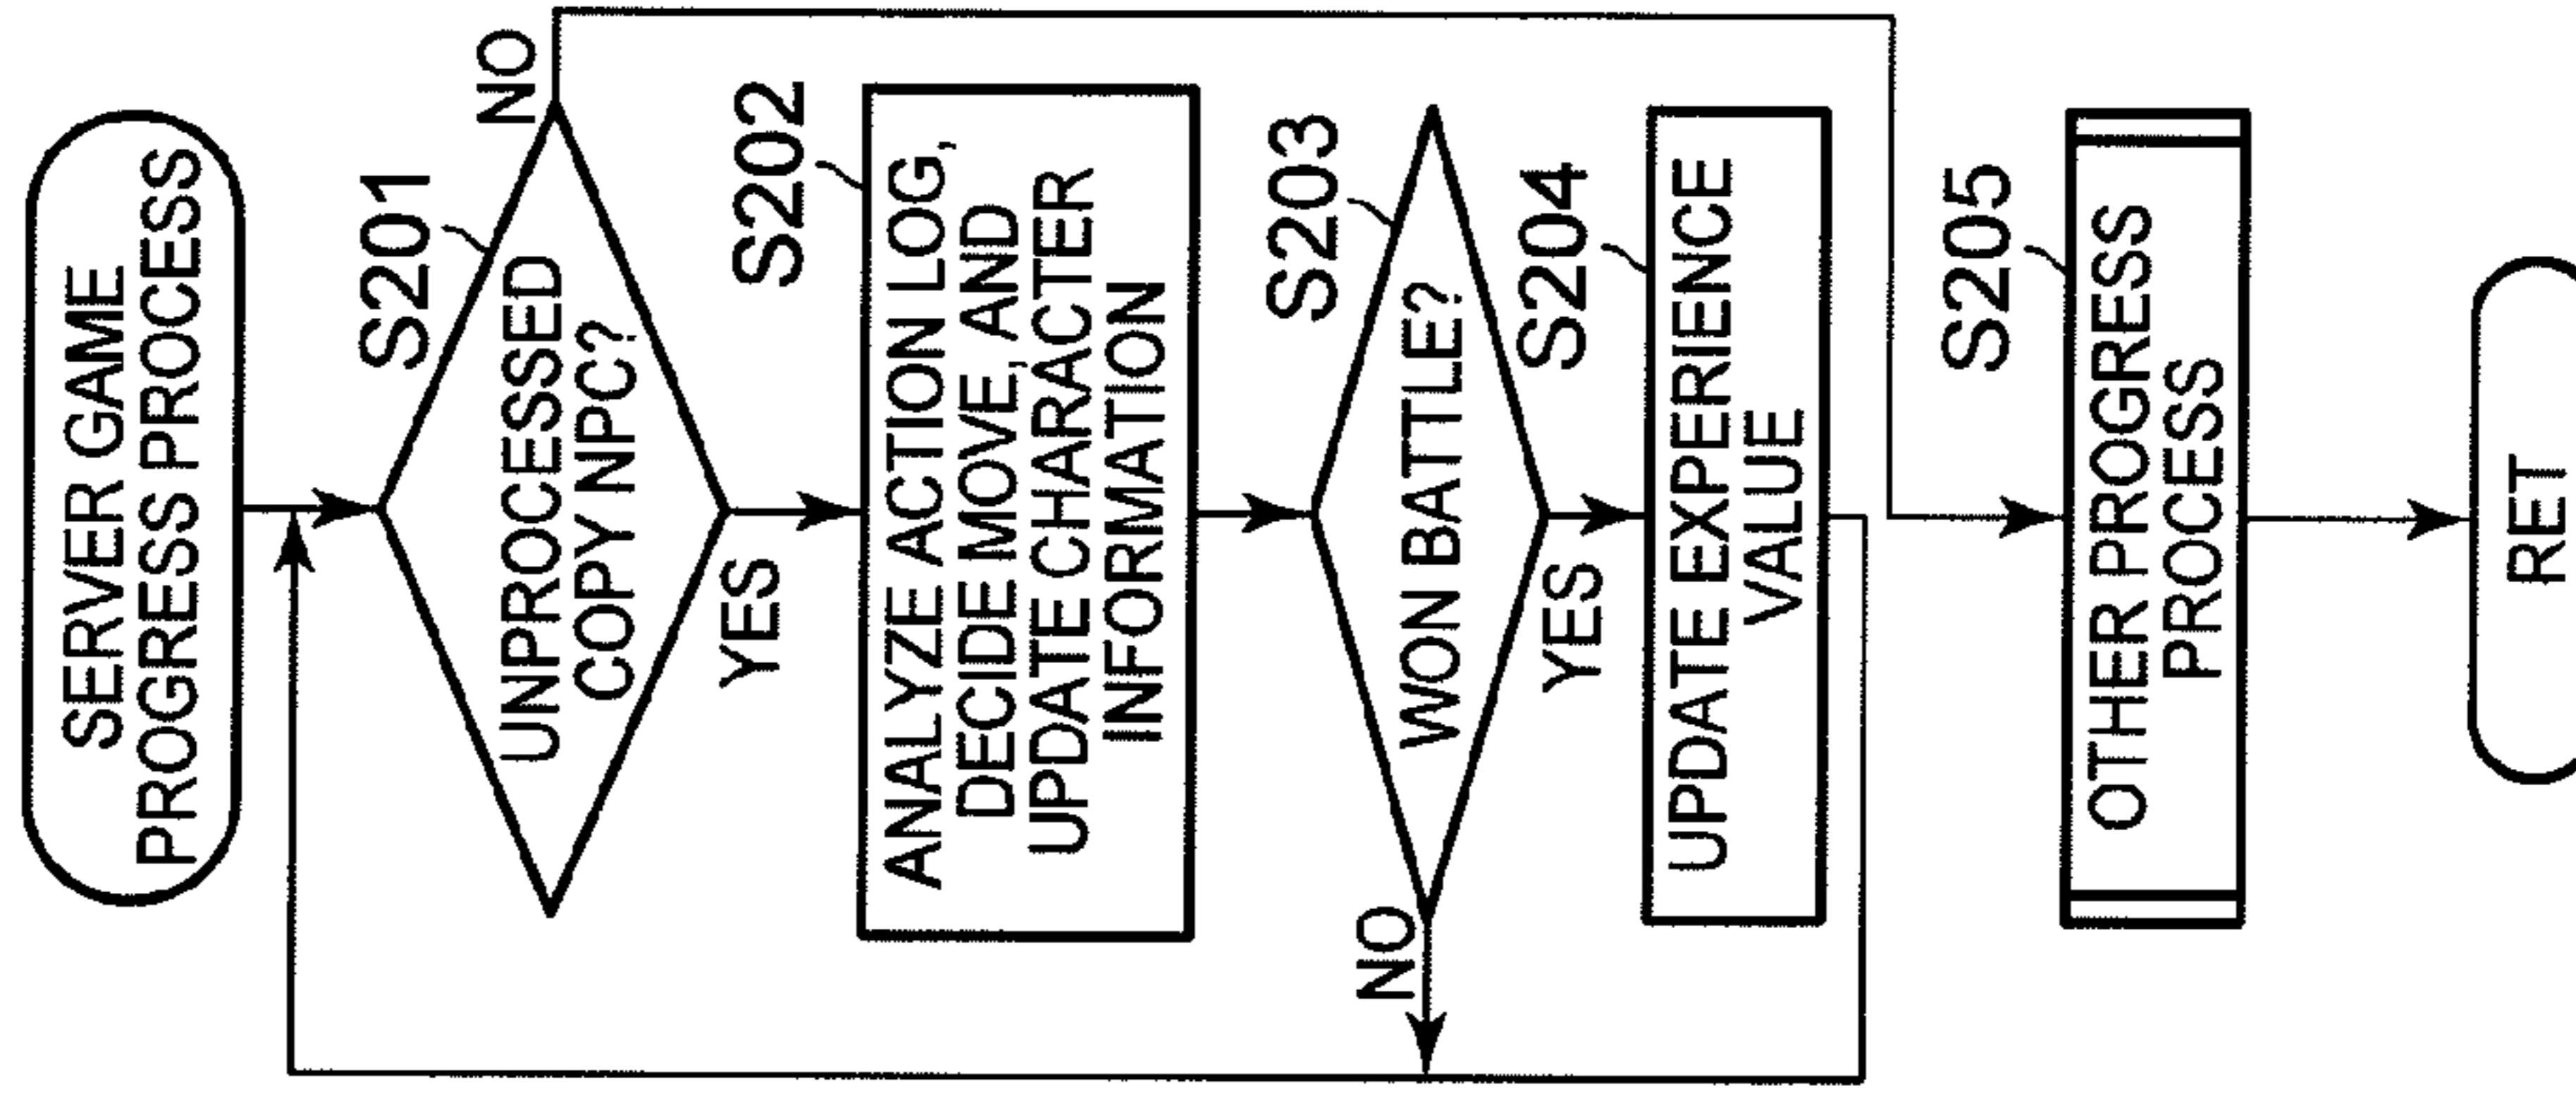 SERVER GAME
PROGRESS PROCESS
S201
UNPROCESSED
COPY NPC?
NO
YES
S202
ANALYZE ACTION LOG,
DECIDE MOVE, AND
UPDATE CHARACTER
INFORMATION
S203
WON BATTLE?
NO
YES
S204
UPDATE EXPERIENCE
VALUE
S205
OTHER PROGRESS
PROCESS
RET